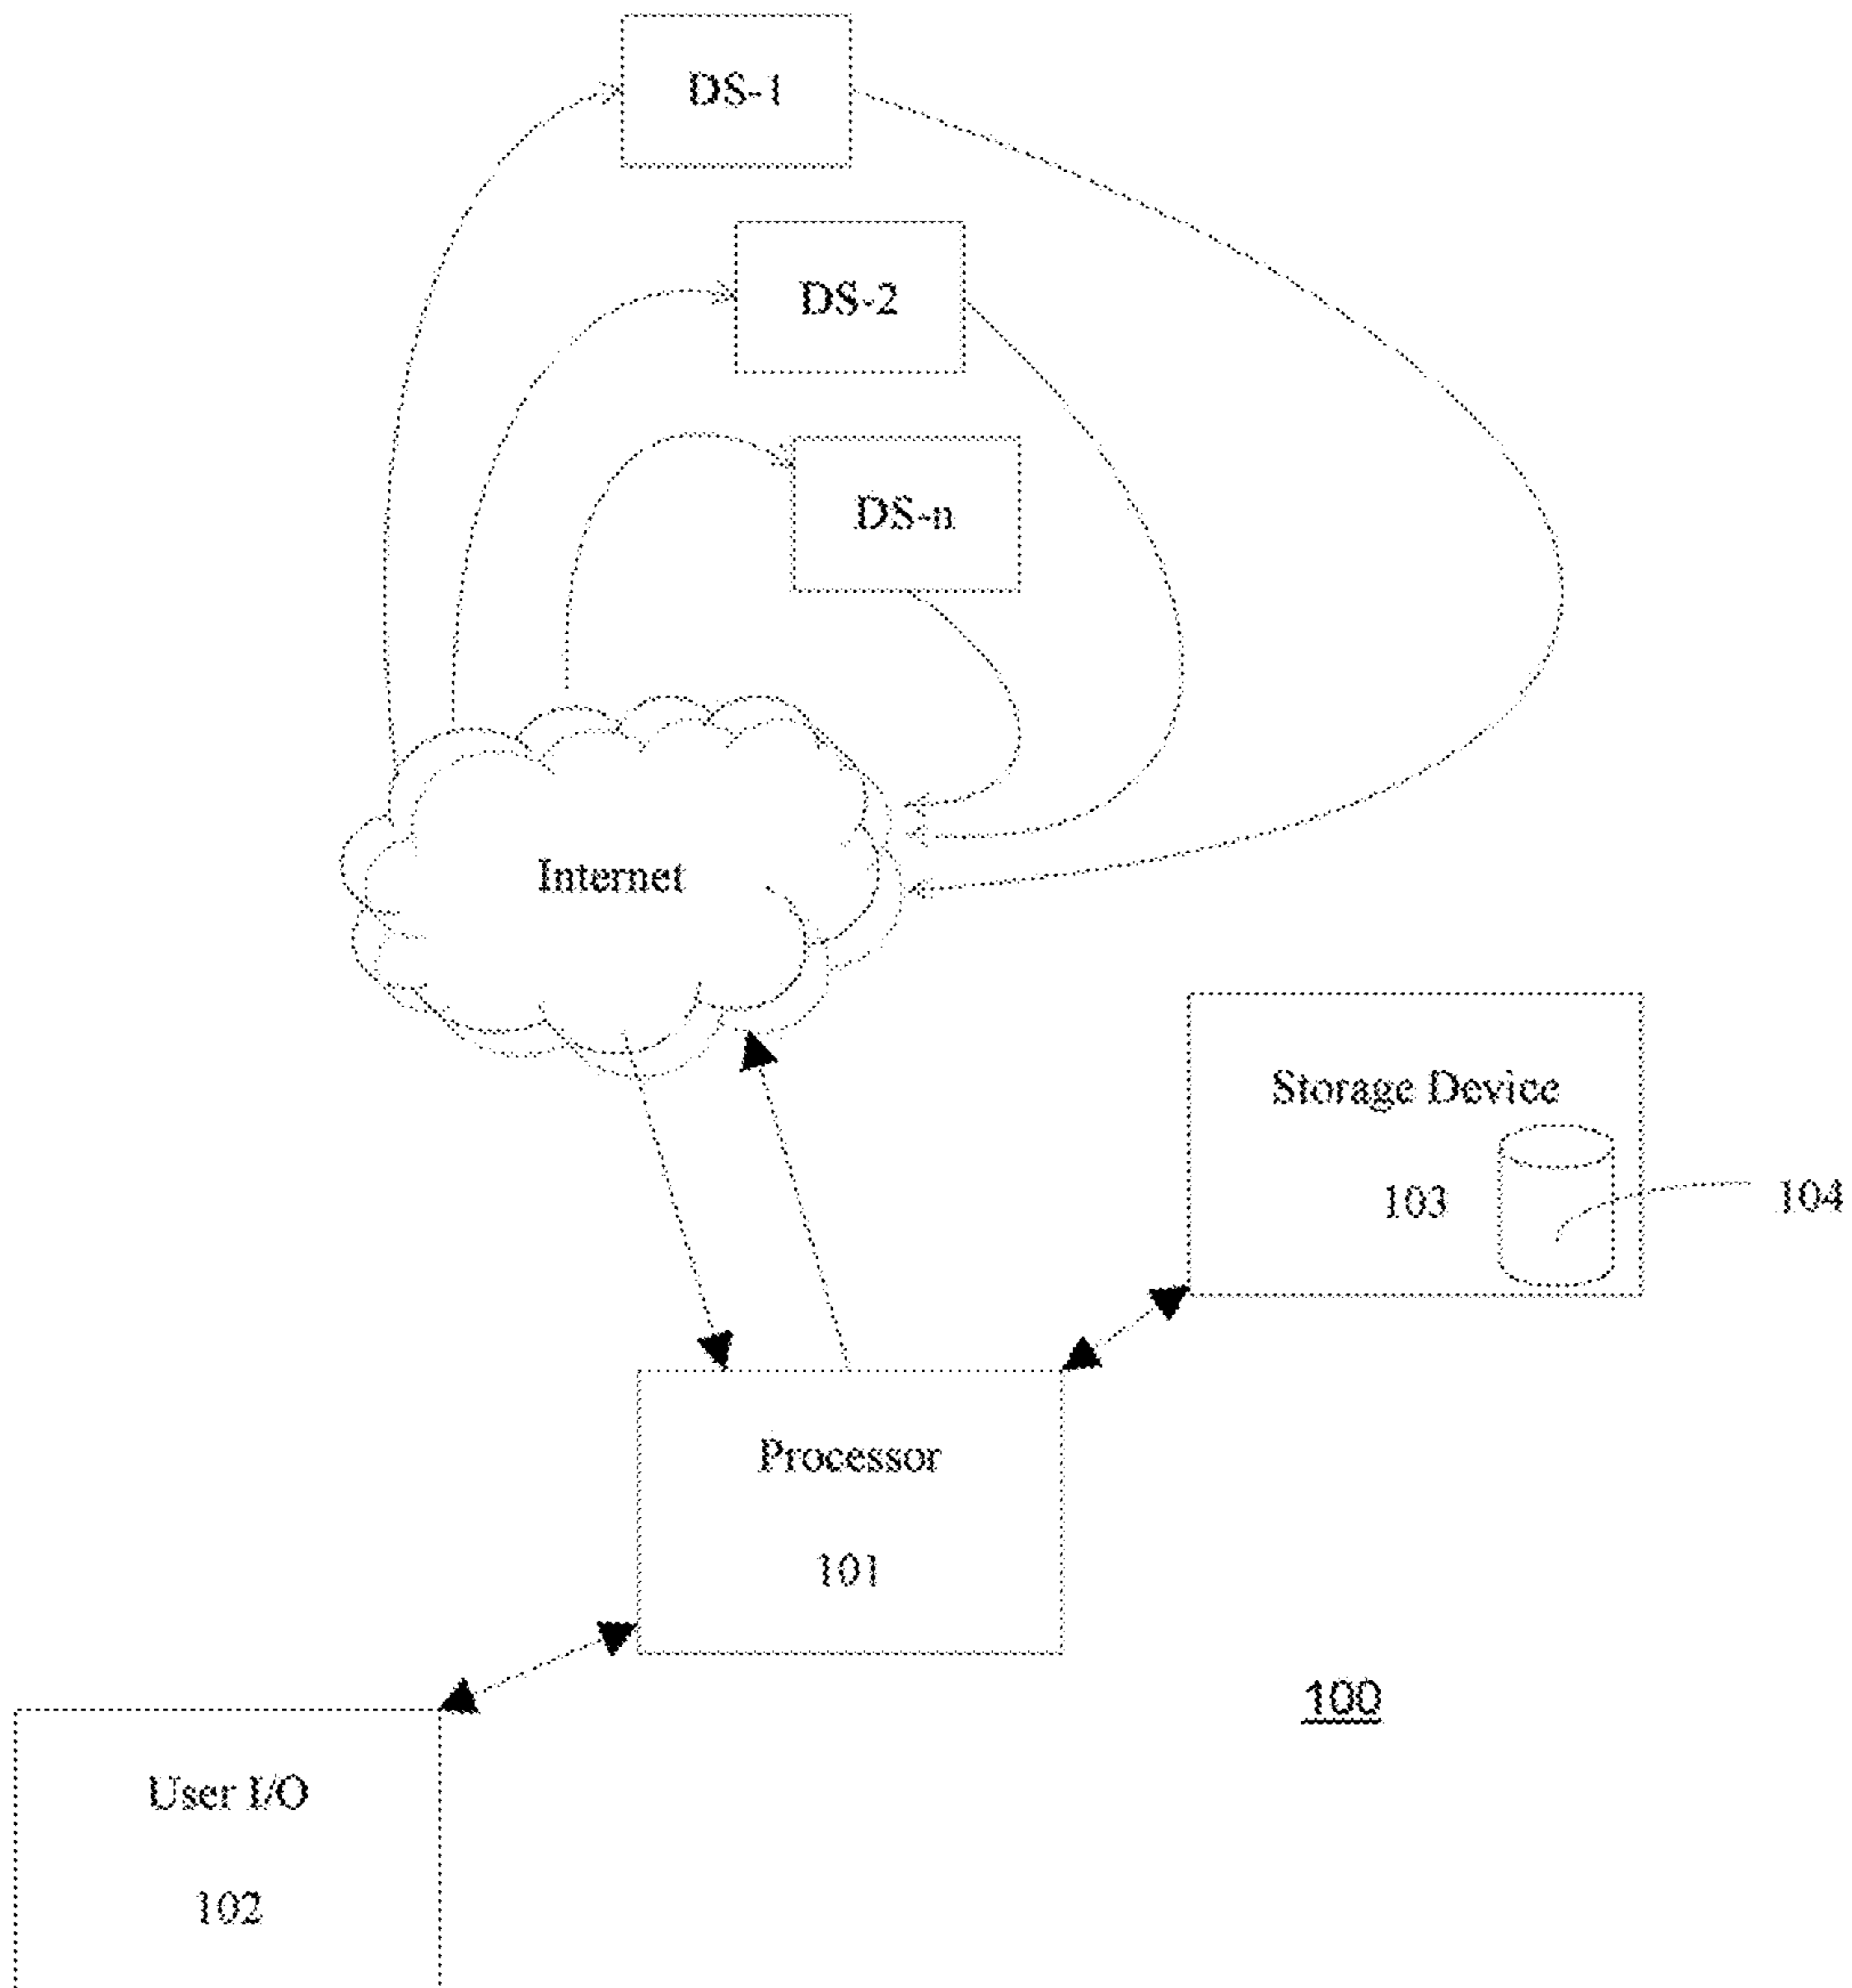 DS-1
DS-2
DS-n
Internet
Storage Device
103
104
Processor
101
100
User I/O
102